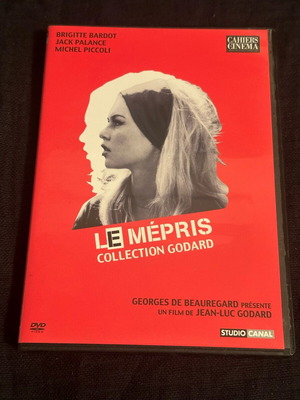 BRIGITTE BARDOT
JACK PALANCE
MICHEL PICCOLI
CAHIERS
CINEMA
LE MÉPRIS
COLLECTION GODARD
GEORGES DE BEAUREGARD PRÉSENTE
UN FILM DE JEAN-LUC GODARD
DVD
STUDIO CANAL